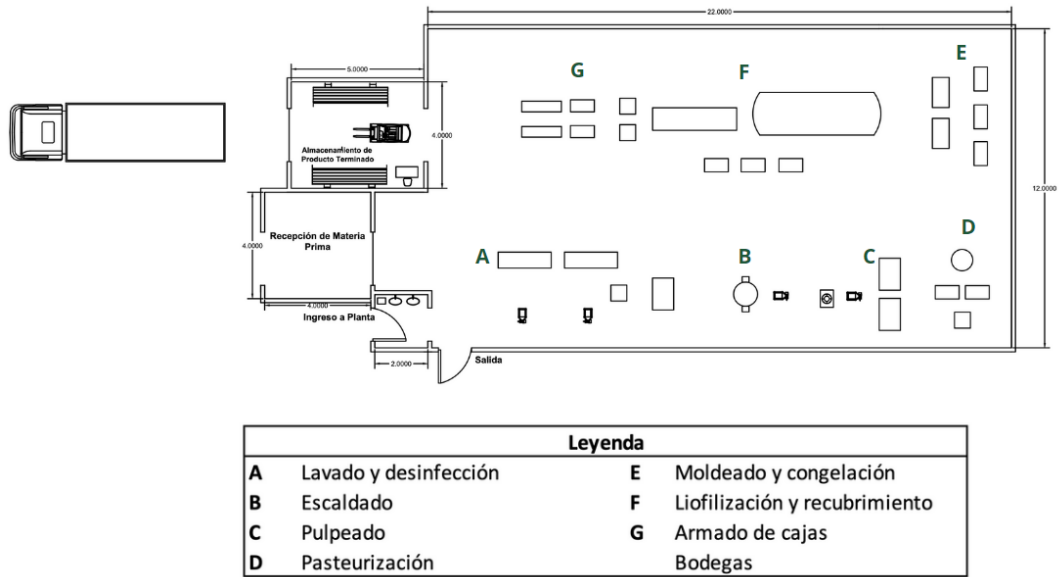 22.0000
5.0000
G
F
E
4.0000
Almacenamiento de
Producto Terminado
12.0000
4.0000
Recepción de Materia
Prima
A
B
C
D
4.0000
Ingreso a Planta
2.0000
Salida
Leyenda
A Lavado y desinfección E Moldeado y congelación
B Escaldado F Liofilización y recubrimiento
C Pulpeado G Armado de cajas
D Pasteurización Bodegas